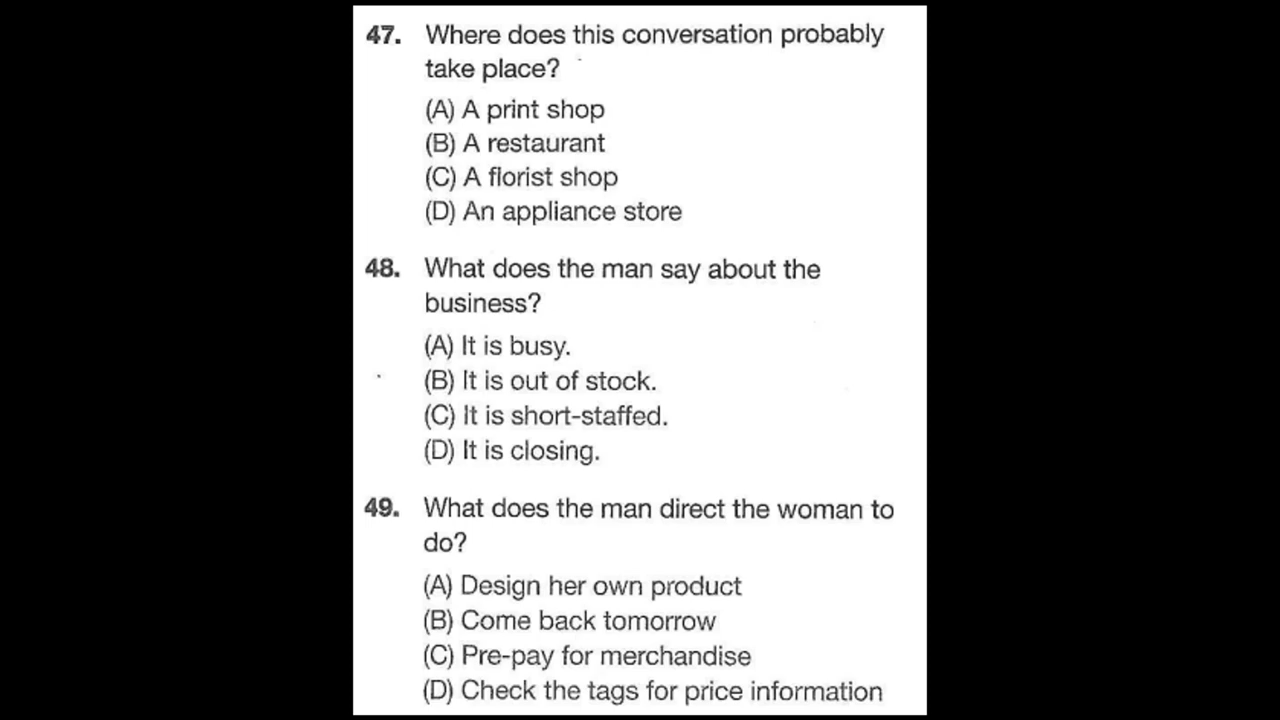 47. Where does this conversation probably
take place?
(A) A print shop
(B) A restaurant
(C) A florist shop
(D) An appliance store
48. What does the man say about the
business?
(A) It is busy.
(B) It is out of stock.
(C) It is short-staffed.
(D) It is closing.
49. What does the man direct the woman to
do?
(A) Design her own product
(B) Come back tomorrow
(C) Pre-pay for merchandise
(D) Check the tags for price information